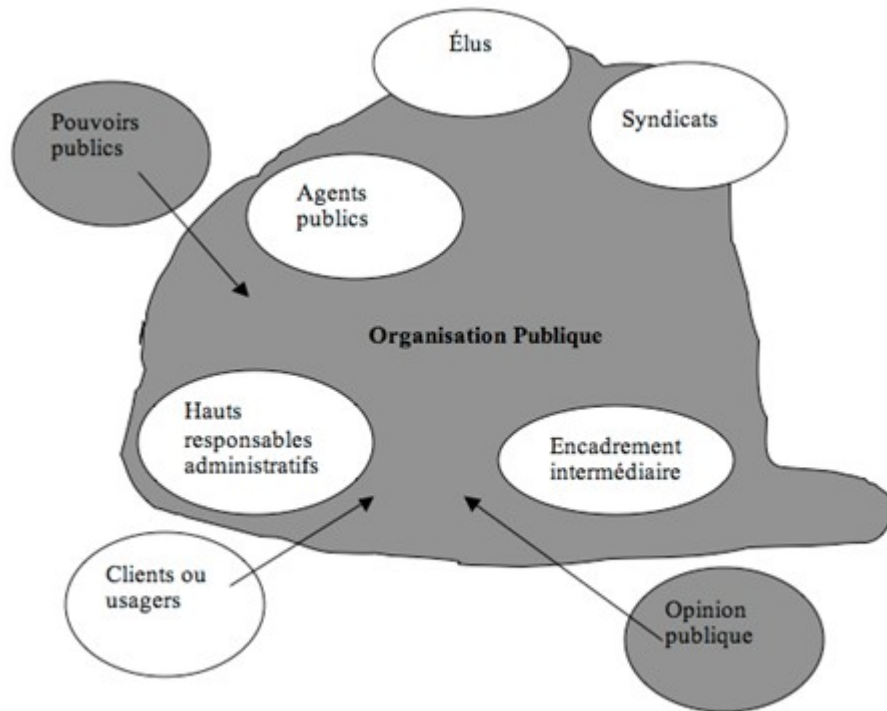 Élus
Pouvoirs
publics
Syndicats
Agents
publics
Organisation Publique
Hauts
responsables
administratifs
Encadrement
intermédiaire
Clients ou
usagers
Opinion
publique